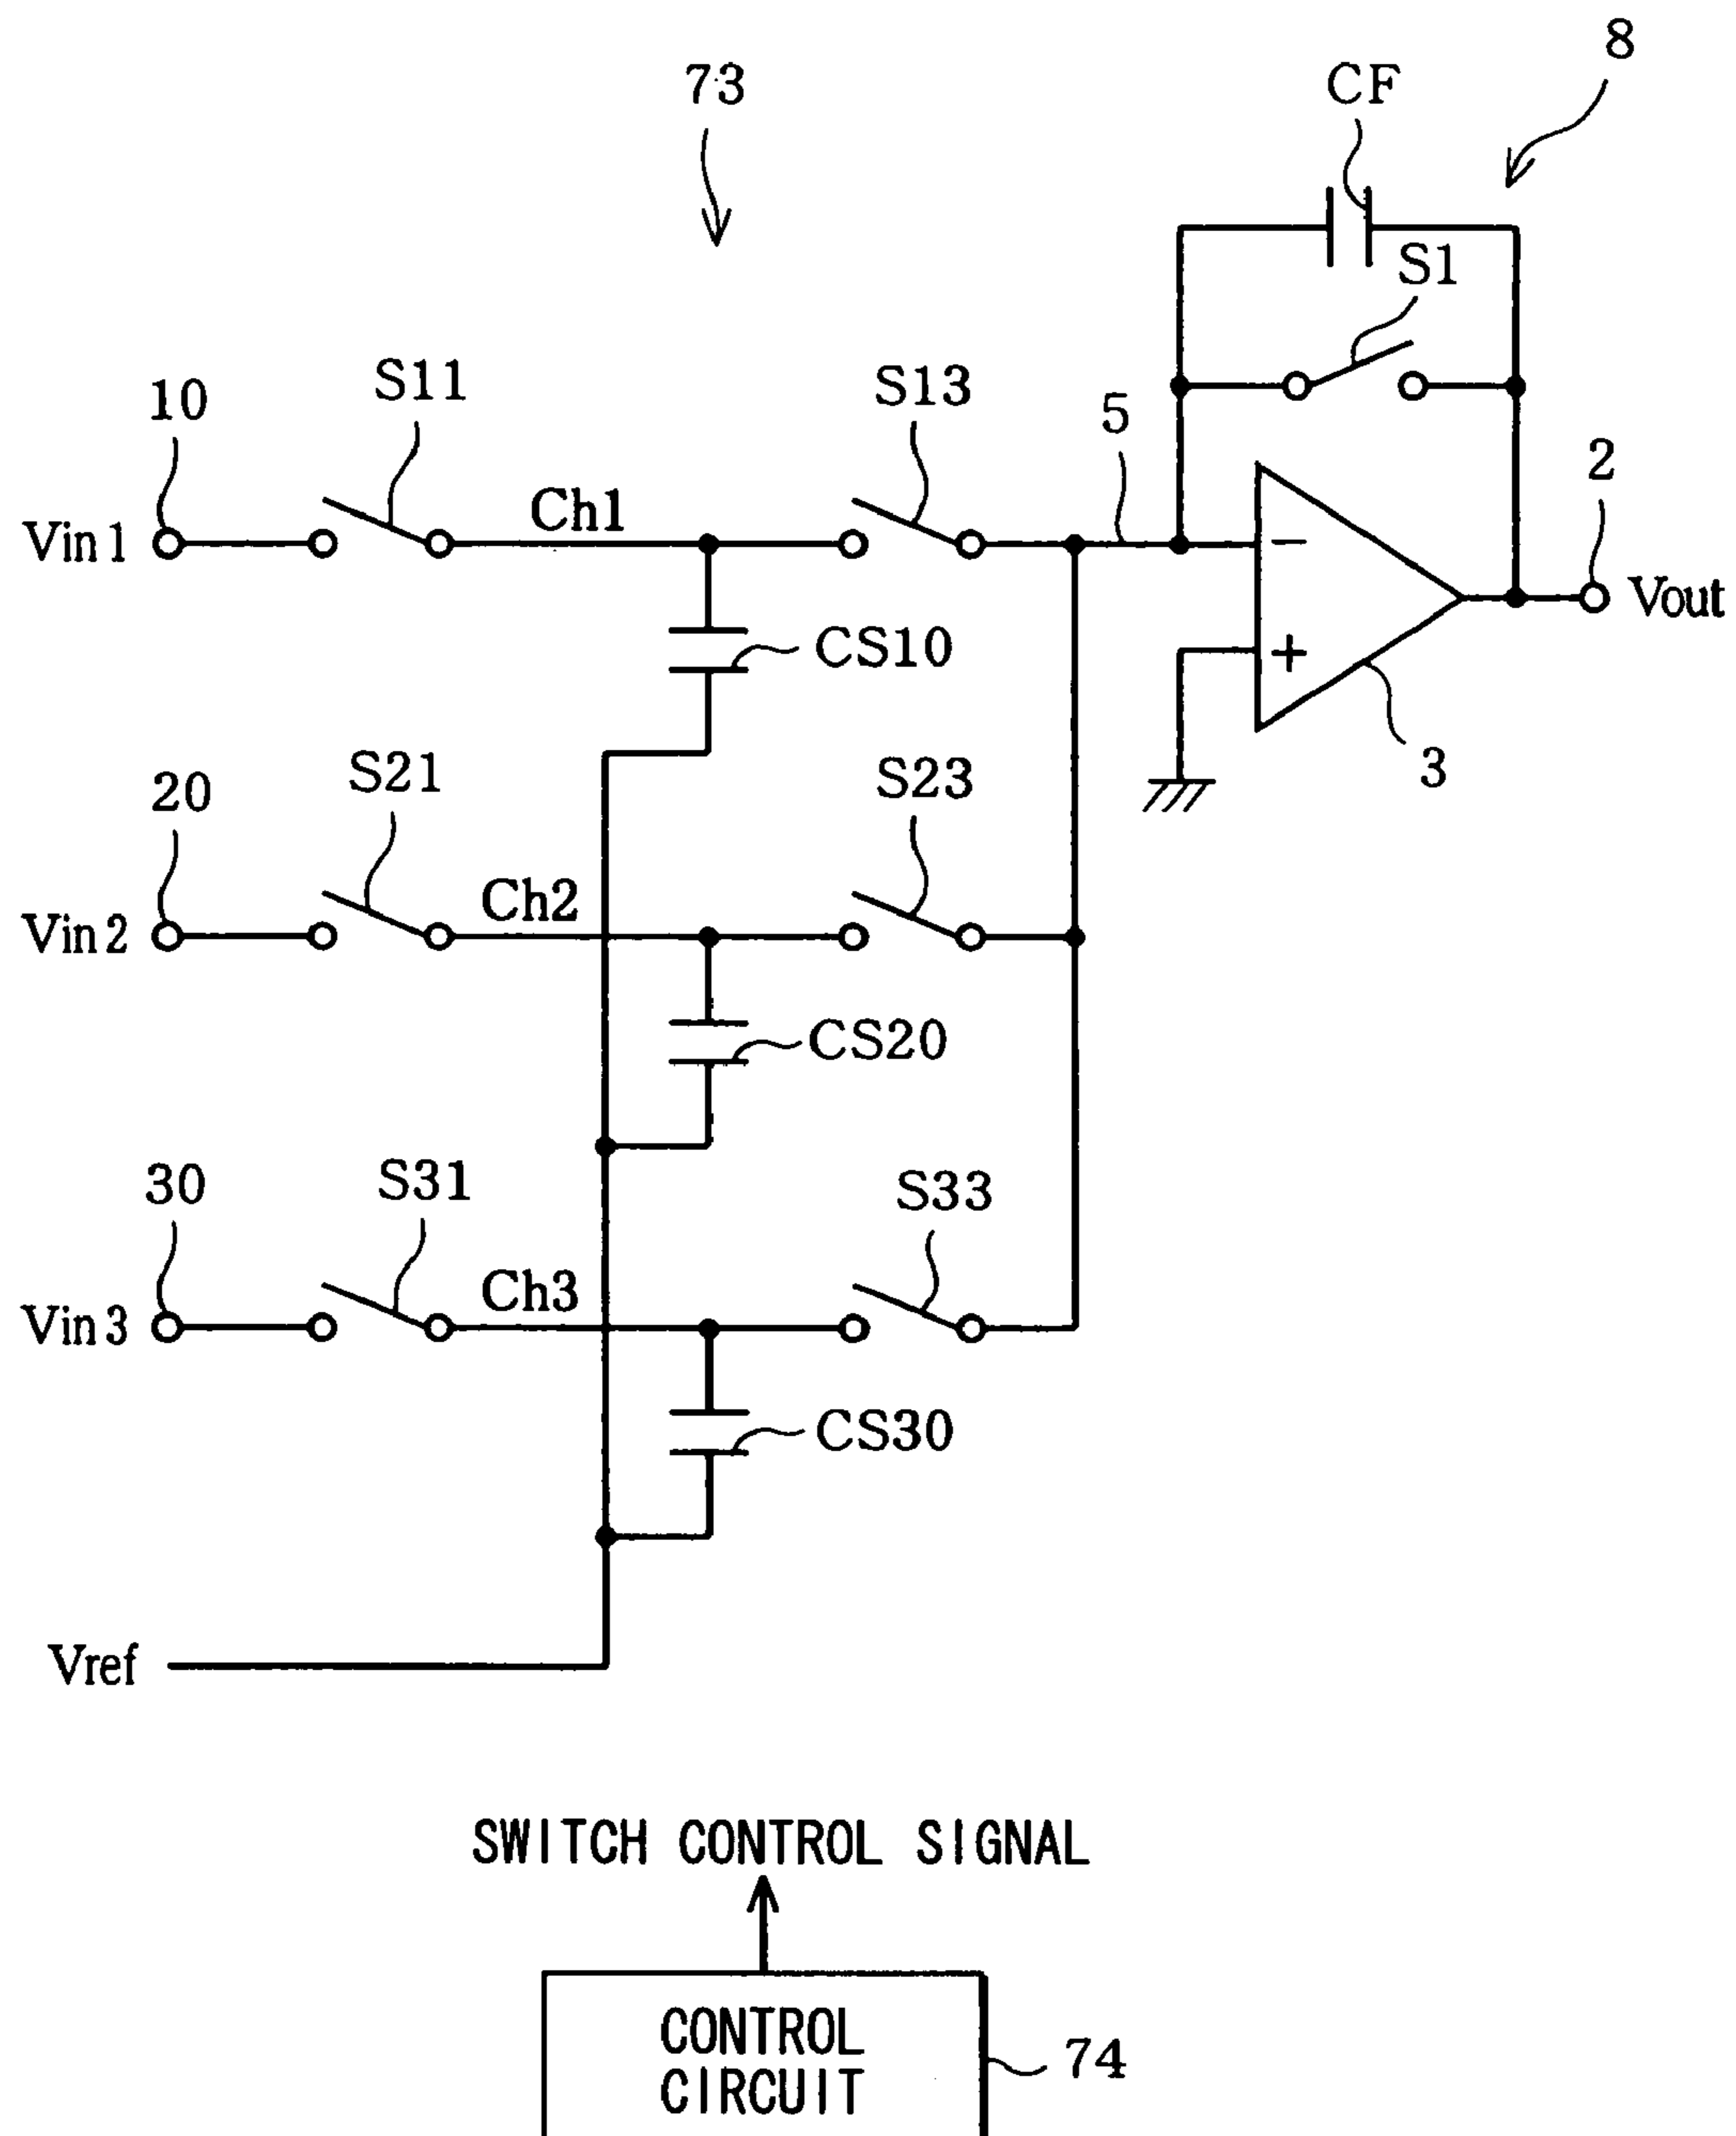 8
73
CF
S1
S11
S13
10
5
2
Ch1
Vin1
−
Vout
+
CS10
3
S21
S23
20
Ch2
Vin2
CS20
S31
S33
30
Ch3
Vin3
CS30
Vref
SWITCH CONTROL SIGNAL
CONTROL
CIRCUIT
74